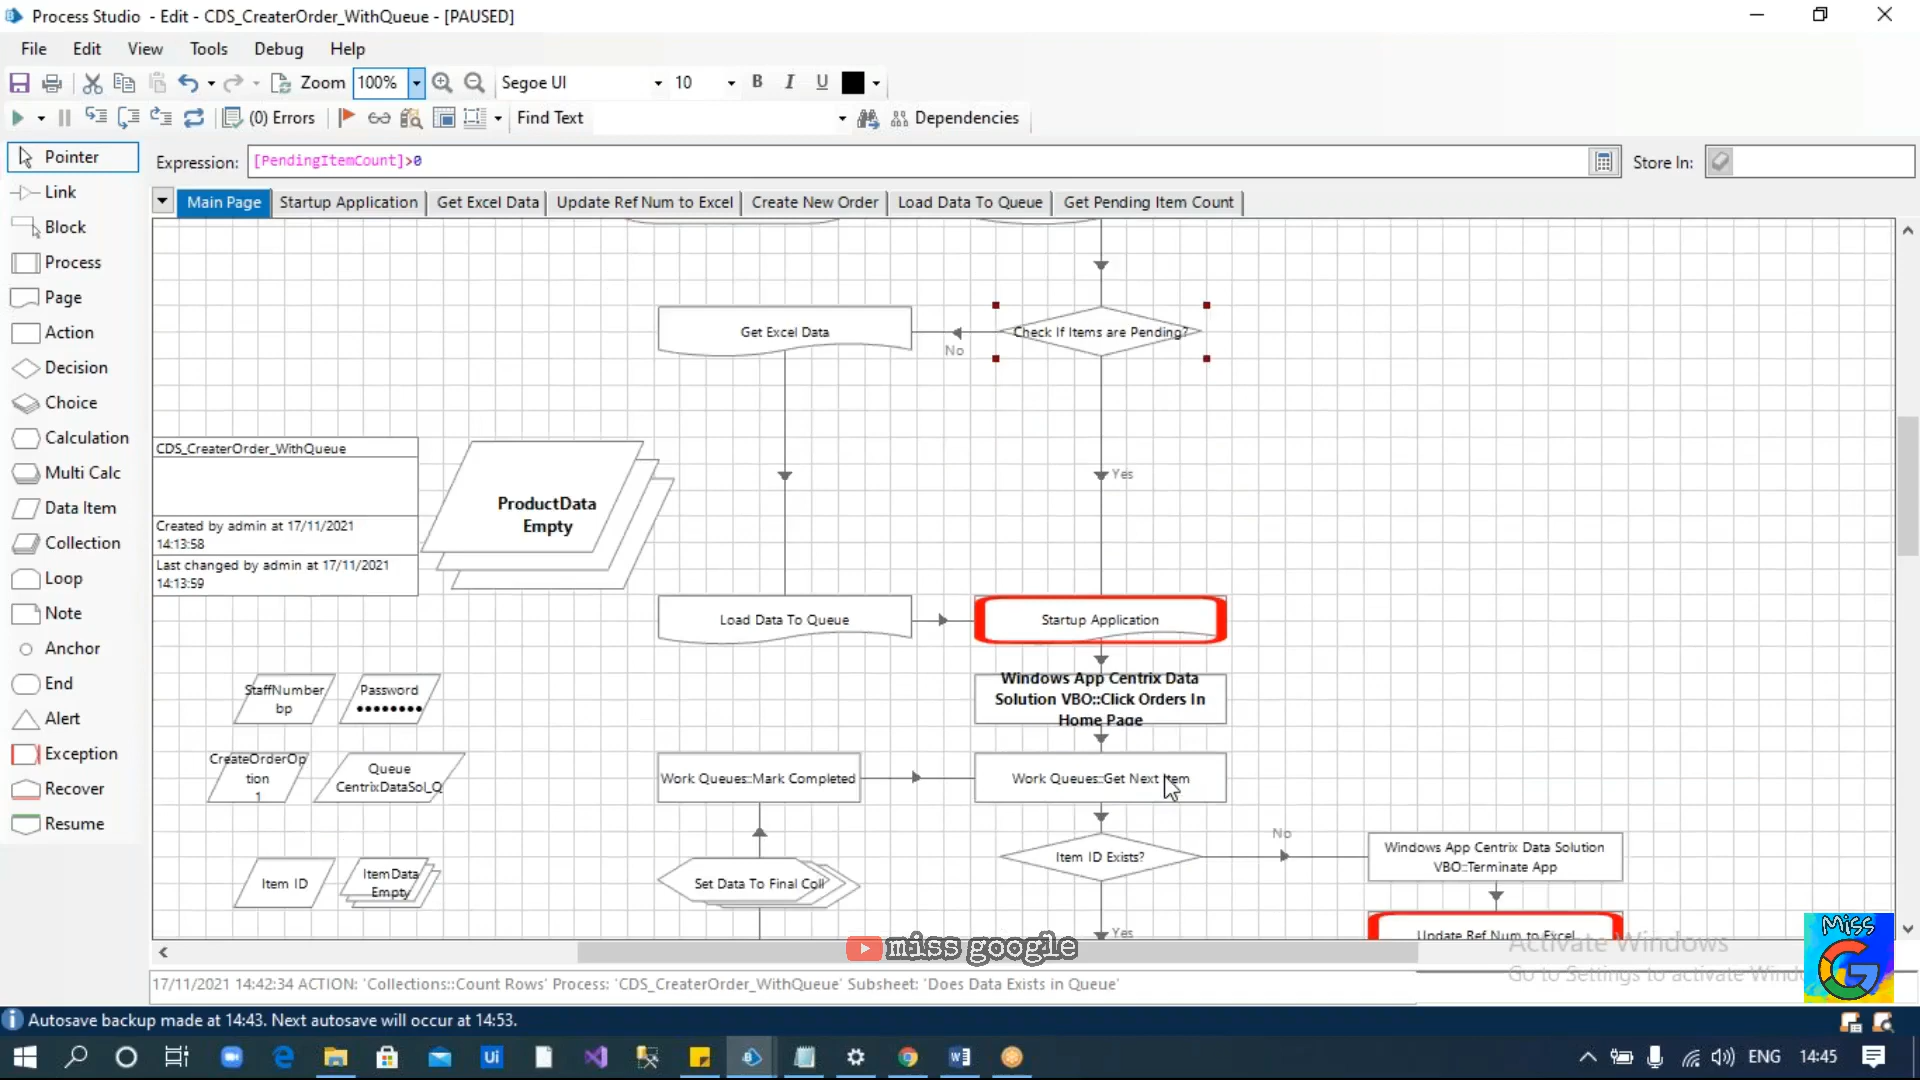 Process Studio - Edit - CDS_CreaterOrder_WithQueue - [PAUSED]
File Edit View Tools Debug Help
Zoom 100% Segoe UI 10 B I U
(0) Errors Find Text Dependencies
Pointer
Expression: [PendingItemCount]>0 Store In:
Link
Main Page Startup Application Get Excel Data Update Ref Num to Excel Create New Order Load Data To Queue Get Pending Item Count
Block
Process
Page
Action
Decision
Choice
Calculation
Multi Calc
Data Item
Collection
Loop
Note
Anchor
End
Alert
Exception
Recover
Resume
Get Excel Data
No
Check If Items are Pending?
Yes
CDS_CreaterOrder_WithQueue
Created by admin at 17/11/2021
14:13:58
Last changed by admin at 17/11/2021
14:13:59
ProductData
Empty
Load Data To Queue
Startup Application
Windows App Centrix Data
Solution VBO::Click Orders In
Home Page
StaffNumber
bp
Password
●●●●●●●●
CreateOrderOp
tion
1
Queue
CentrixDataSol_Q
Work Queues::Mark Completed
Work Queues::Get Next Item
Item ID Exists?
No
Windows App Centrix Data Solution
VBO::Terminate App
Item ID
ItemData
Empty
Set Data To Final Coll
Yes
Update Ref Num to Excel
miss google
Miss
G
Activate Windows
Go to Settings to activate Wind
17/11/2021 14:42:34 ACTION: 'Collections::Count Rows' Process: 'CDS_CreaterOrder_WithQueue' Subsheet: 'Does Data Exists in Queue'
Autosave backup made at 14:43. Next autosave will occur at 14:53.
Ui
ENG 14:45